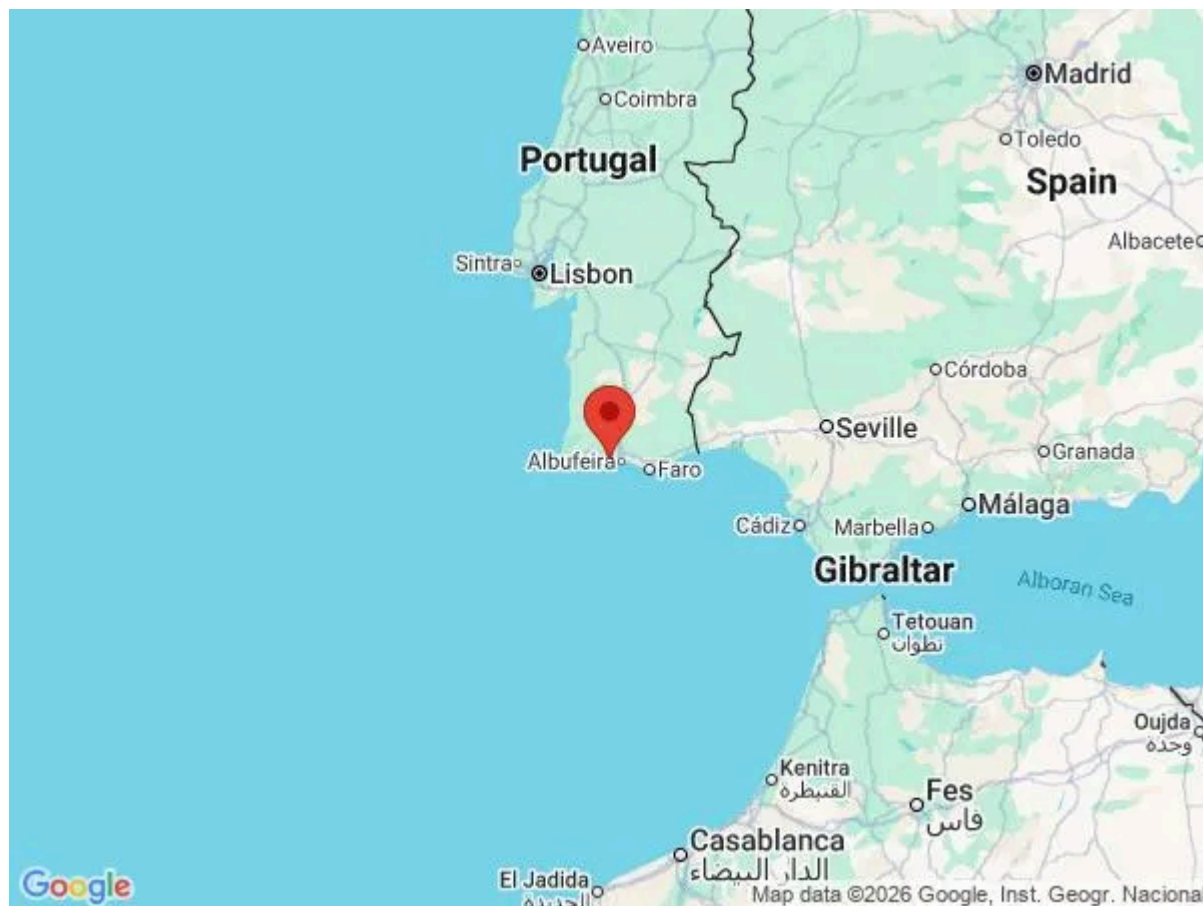 Aveiro
Madrid
Coimbra
Toledo
Portugal
Spain
Albacete
Sintra
Lisbon
Córdoba
Seville
Granada
Albufeira
Faro
Málaga
Cádiz
Marbella
Gibraltar
Alboran Sea
Tetouan
تطوان
Oujda
وجدة
Kenitra
القنيطرة
Fes
فاس
Casablanca
الدار البيضاء
El Jadida
الجديدة
Google
Map data ©2026 Google, Inst. Geogr. Nacional